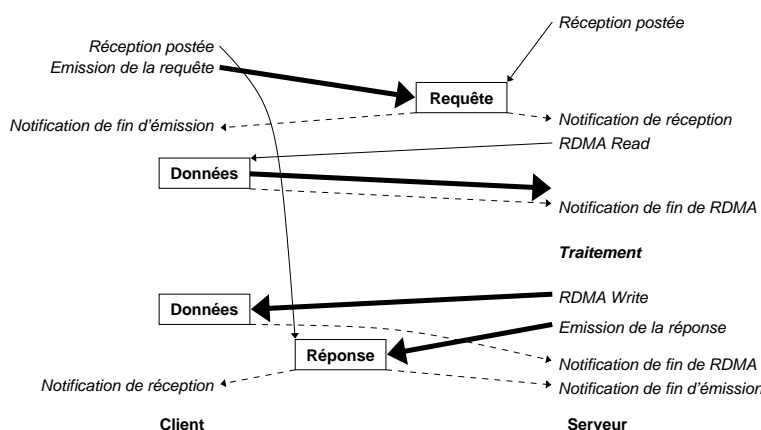 Réception postée
Réception postée
Emission de la requête
Requête
Notification de fin d'émission
Notification de réception
RDMA Read
Données
Notification de fin de RDMA
Traitement
Données
RDMA Write
Emission de la réponse
Réponse
Notification de fin de RDMA
Notification de réception
Notification de fin d'émission
Client
Serveur